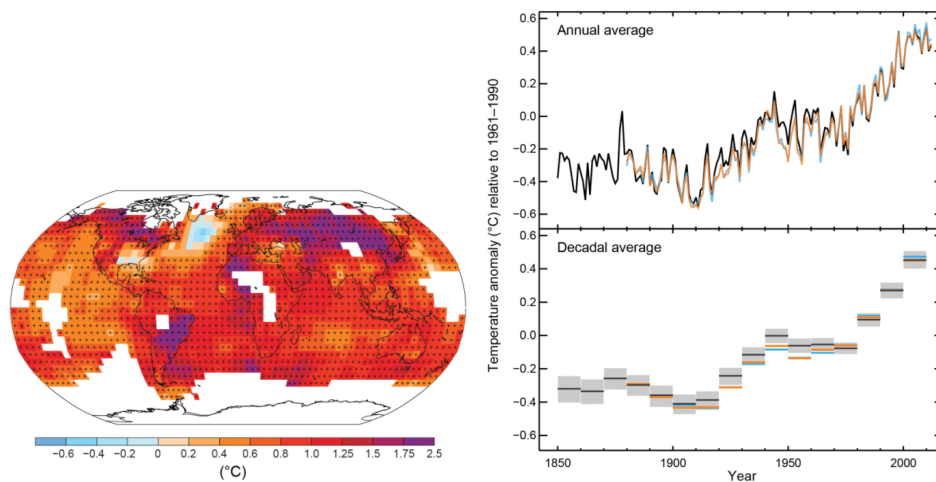 −0.6 −0.4 −0.2 0 0.2 0.4 0.6 0.8 1.0 1.25 1.5 1.75 2.5
(°C)
Temperature anomaly (°C) relative to 1961–1990
Annual average
0.6
0.4
0.2
0.0
−0.2
−0.4
−0.6
Decadal average
0.6
0.4
0.2
0.0
−0.2
−0.4
−0.6
1850 1900 1950 2000
Year